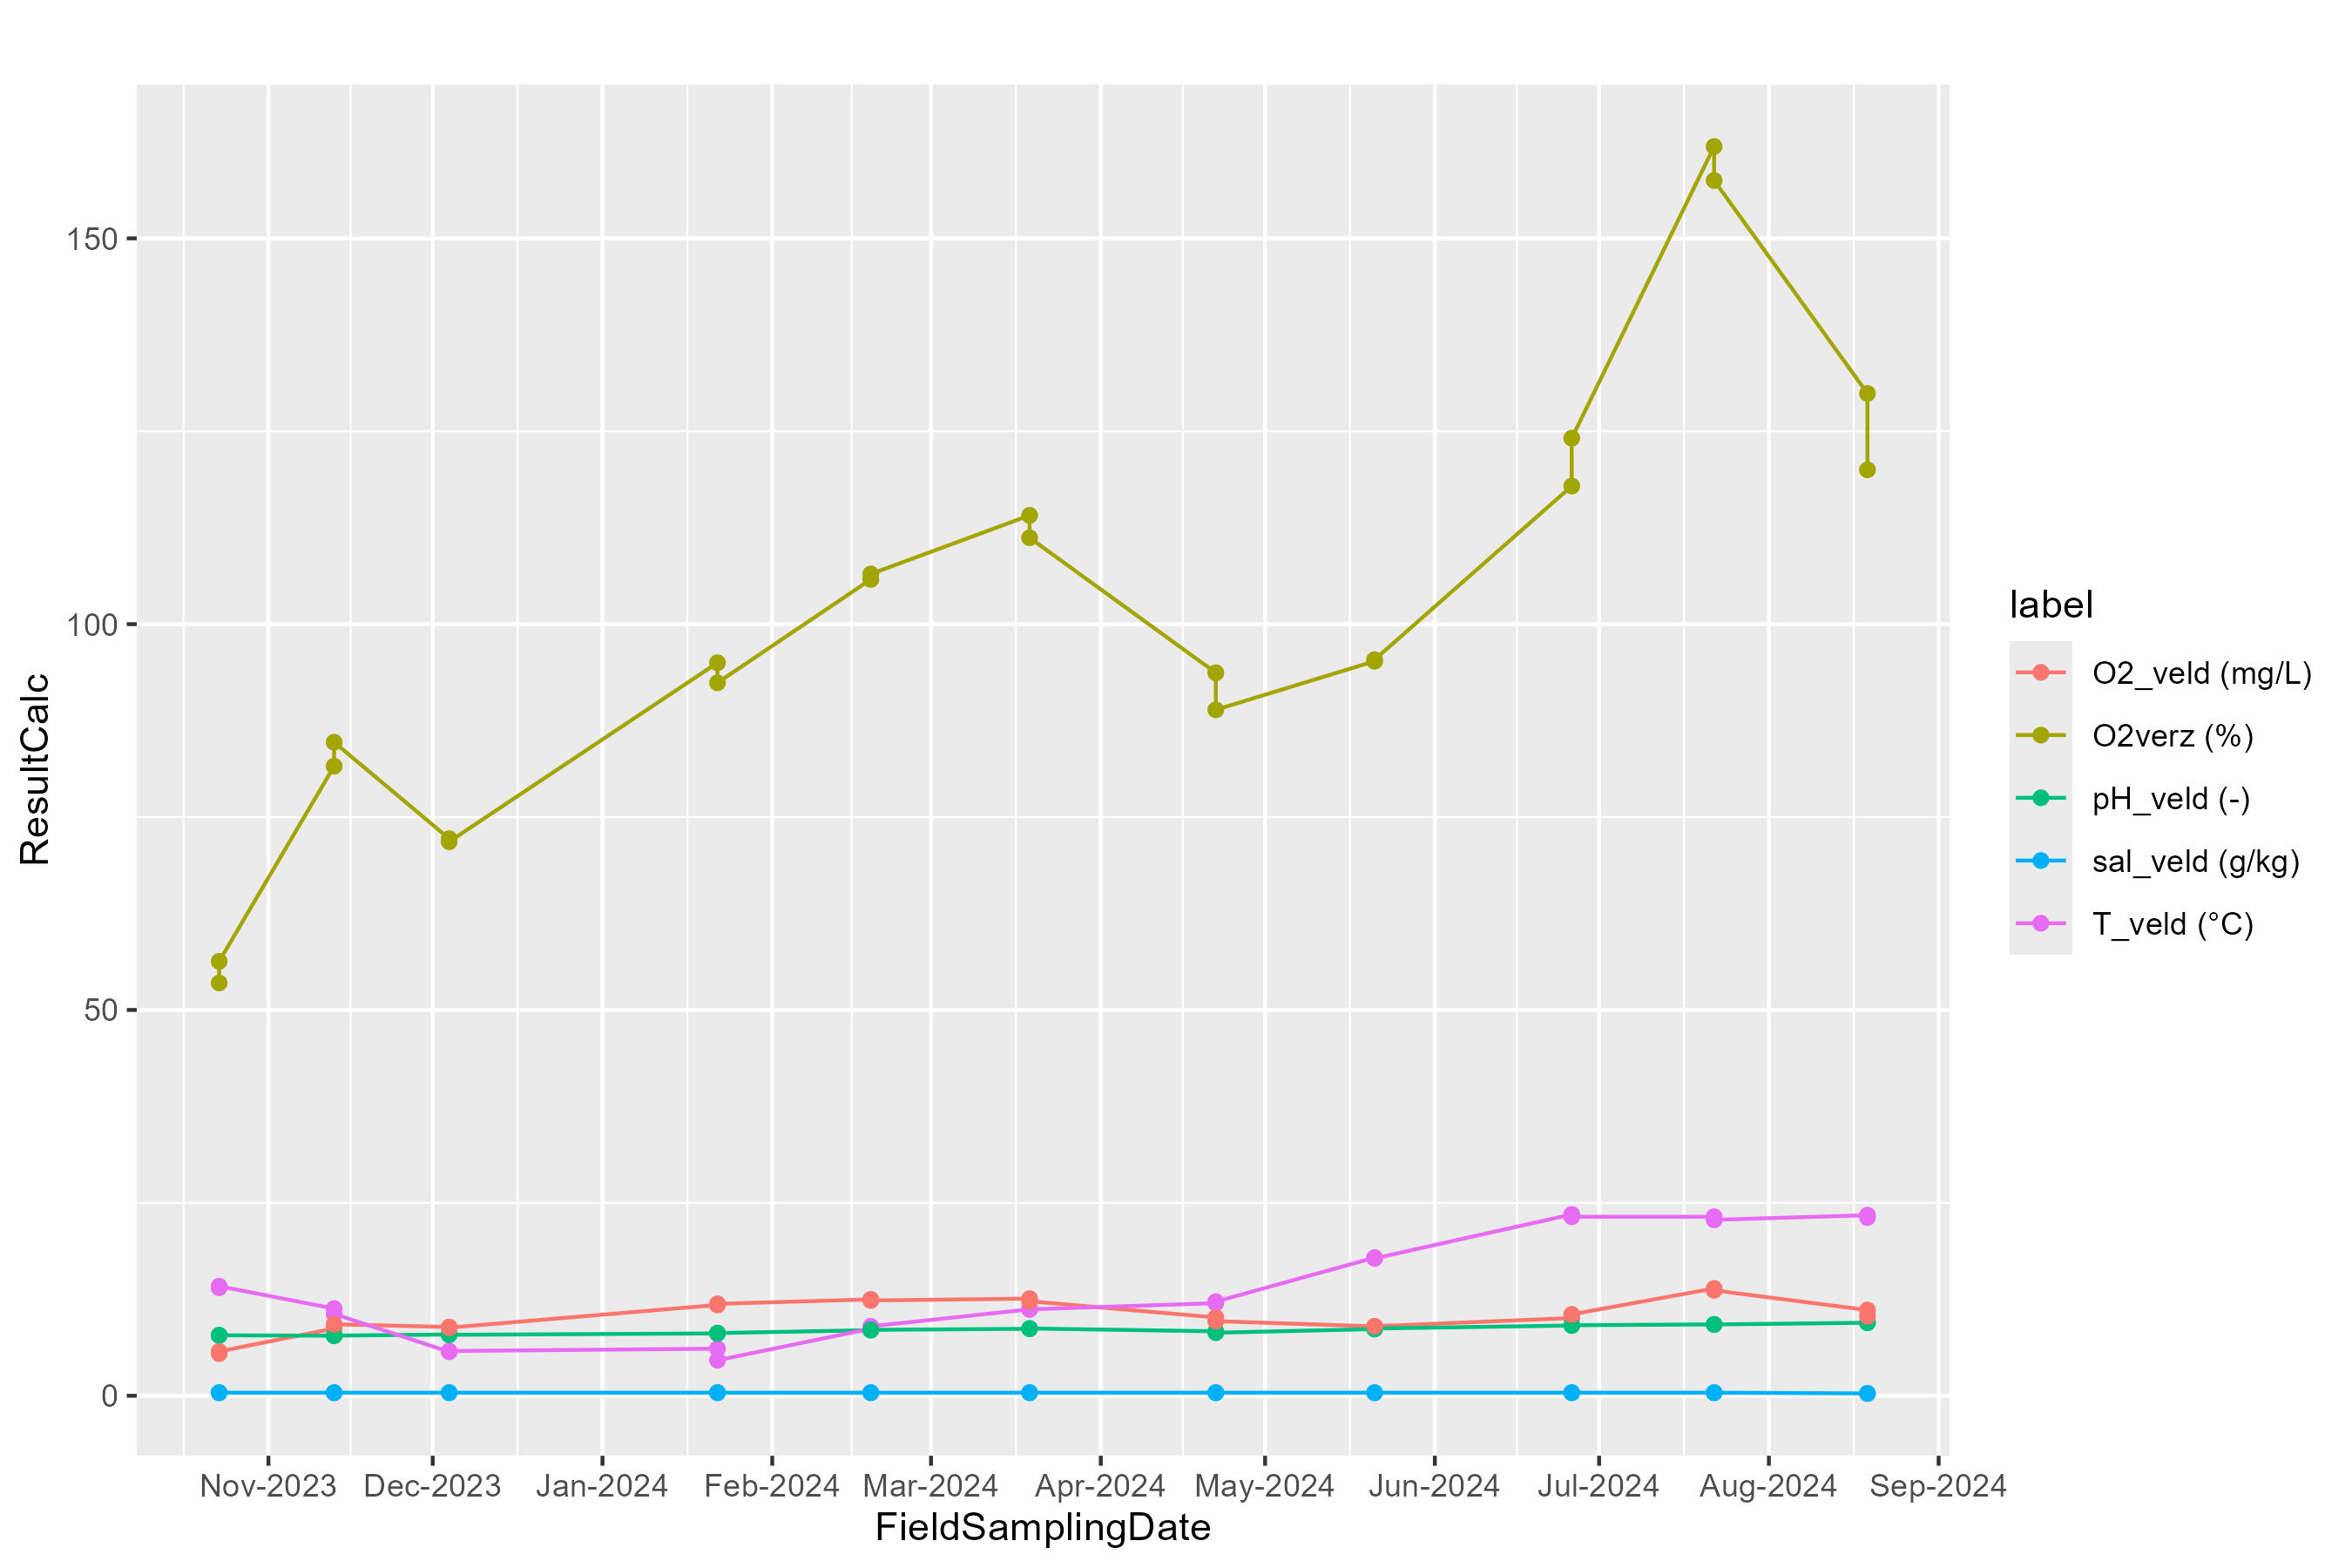 150
100
50
0
ResultCalc
Nov-2023 Dec-2023 Jan-2024 Feb-2024 Mar-2024 Apr-2024 May-2024 Jun-2024 Jul-2024 Aug-2024 Sep-2024
FieldSamplingDate
label
O2_veld (mg/L)
O2verz (%)
pH_veld (-)
sal_veld (g/kg)
T_veld (°C)